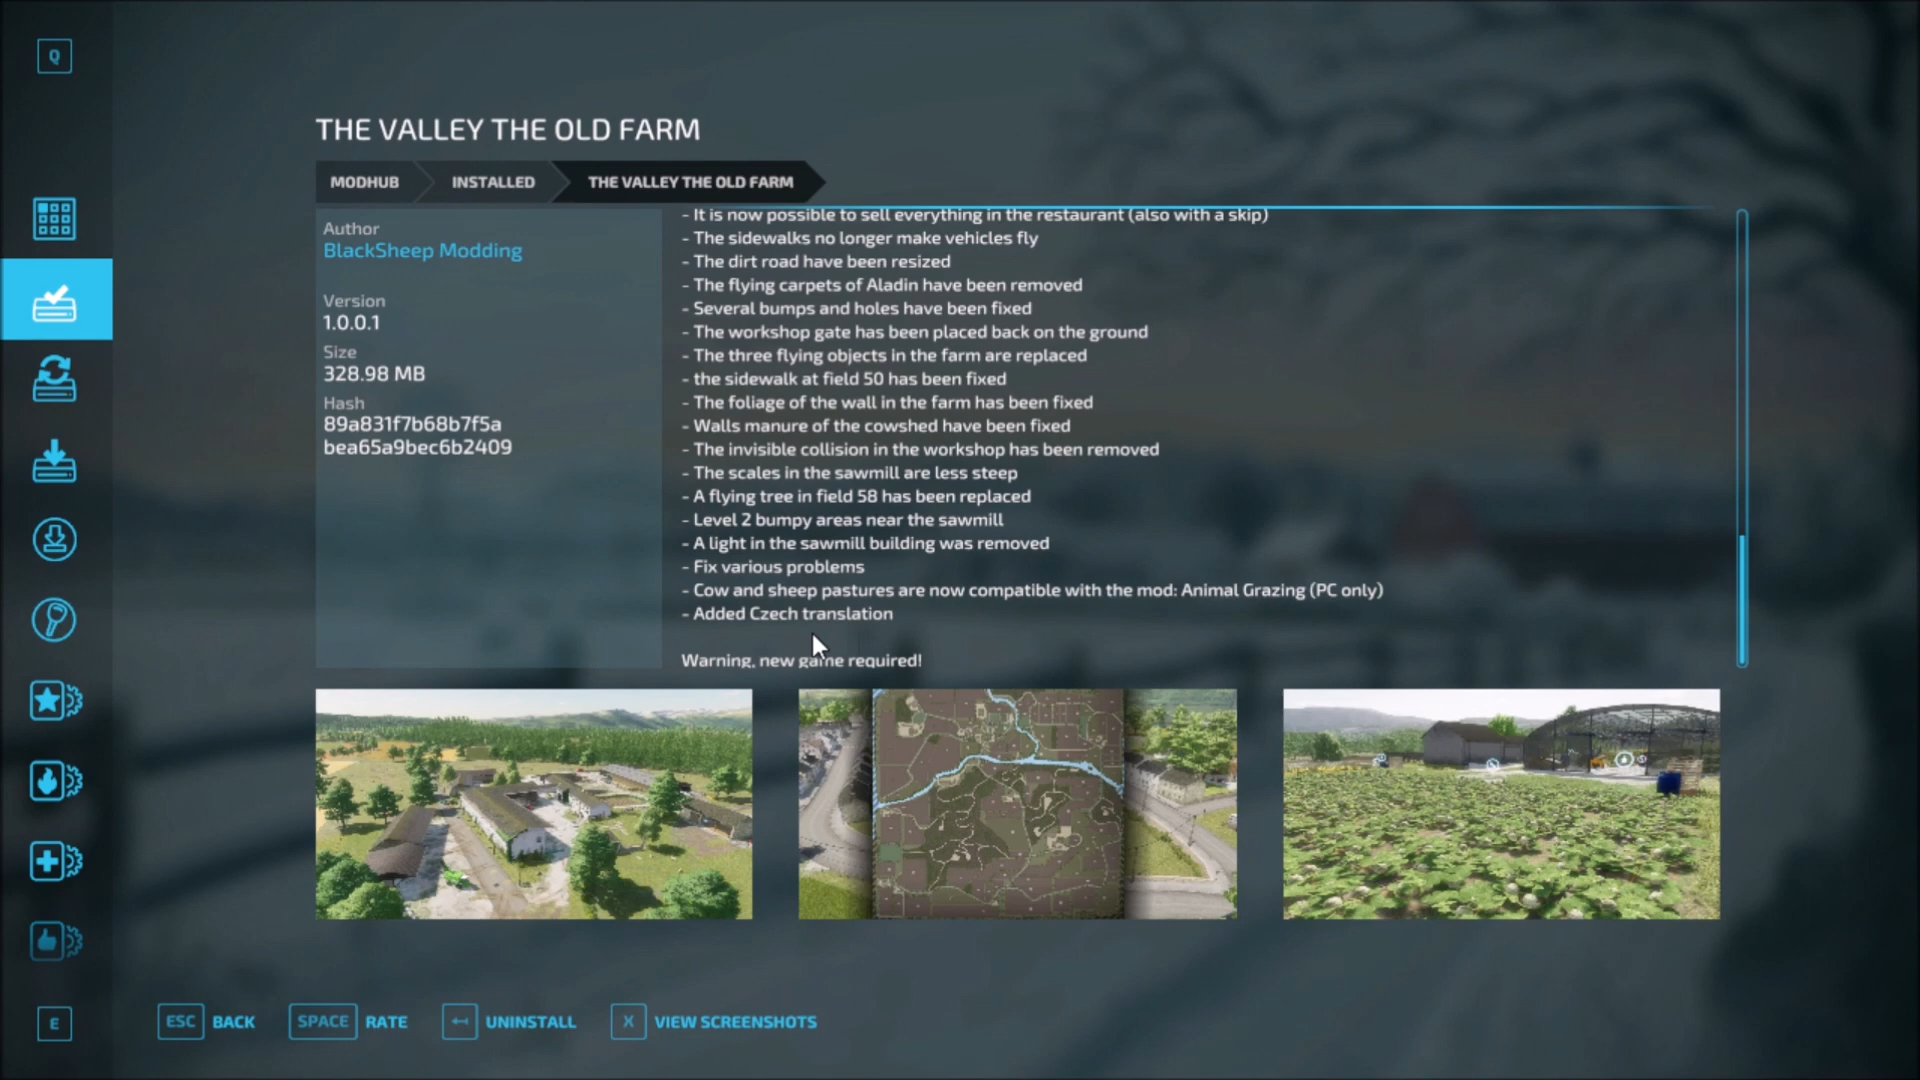 Q
THE VALLEY THE OLD FARM
MODHUB
INSTALLED
THE VALLEY THE OLD FARM
Author
BlackSheep Modding
Version
1.0.0.1
Size
328.98 MB
Hash
89a831f7b68b7f5a
bea65a9bec6b2409
- It is now possible to sell everything in the restaurant (also with a skip)
- The sidewalks no longer make vehicles fly
- The dirt road have been resized
- The flying carpets of Aladin have been removed
- Several bumps and holes have been fixed
- The workshop gate has been placed back on the ground
- The three flying objects in the farm are replaced
- the sidewalk at field 50 has been fixed
- The foliage of the wall in the farm has been fixed
- Walls manure of the cowshed have been fixed
- The invisible collision in the workshop has been removed
- The scales in the sawmill are less steep
- A flying tree in field 58 has been replaced
- Level 2 bumpy areas near the sawmill
- A light in the sawmill building was removed
- Fix various problems
- Cow and sheep pastures are now compatible with the mod: Animal Grazing (PC only)
- Added Czech translation
Warning, new game required!
E
ESC BACK
SPACE RATE
UNINSTALL
X VIEW SCREENSHOTS